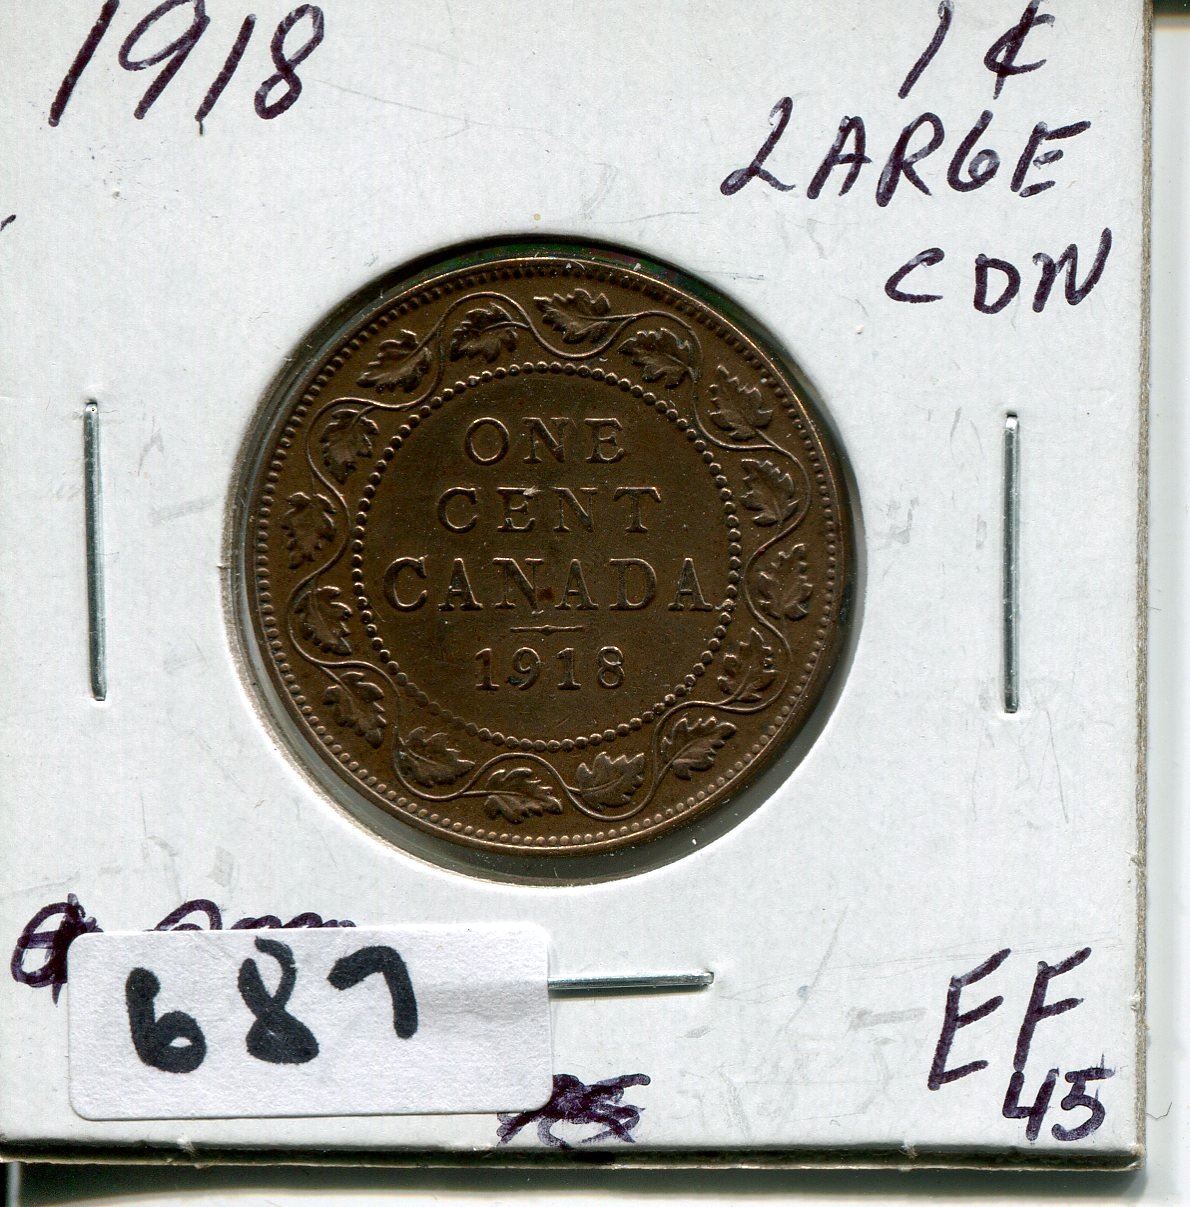 1918
1¢
LARGE
CDN
ONE
CENT
CANADA
1918
687
EF
45